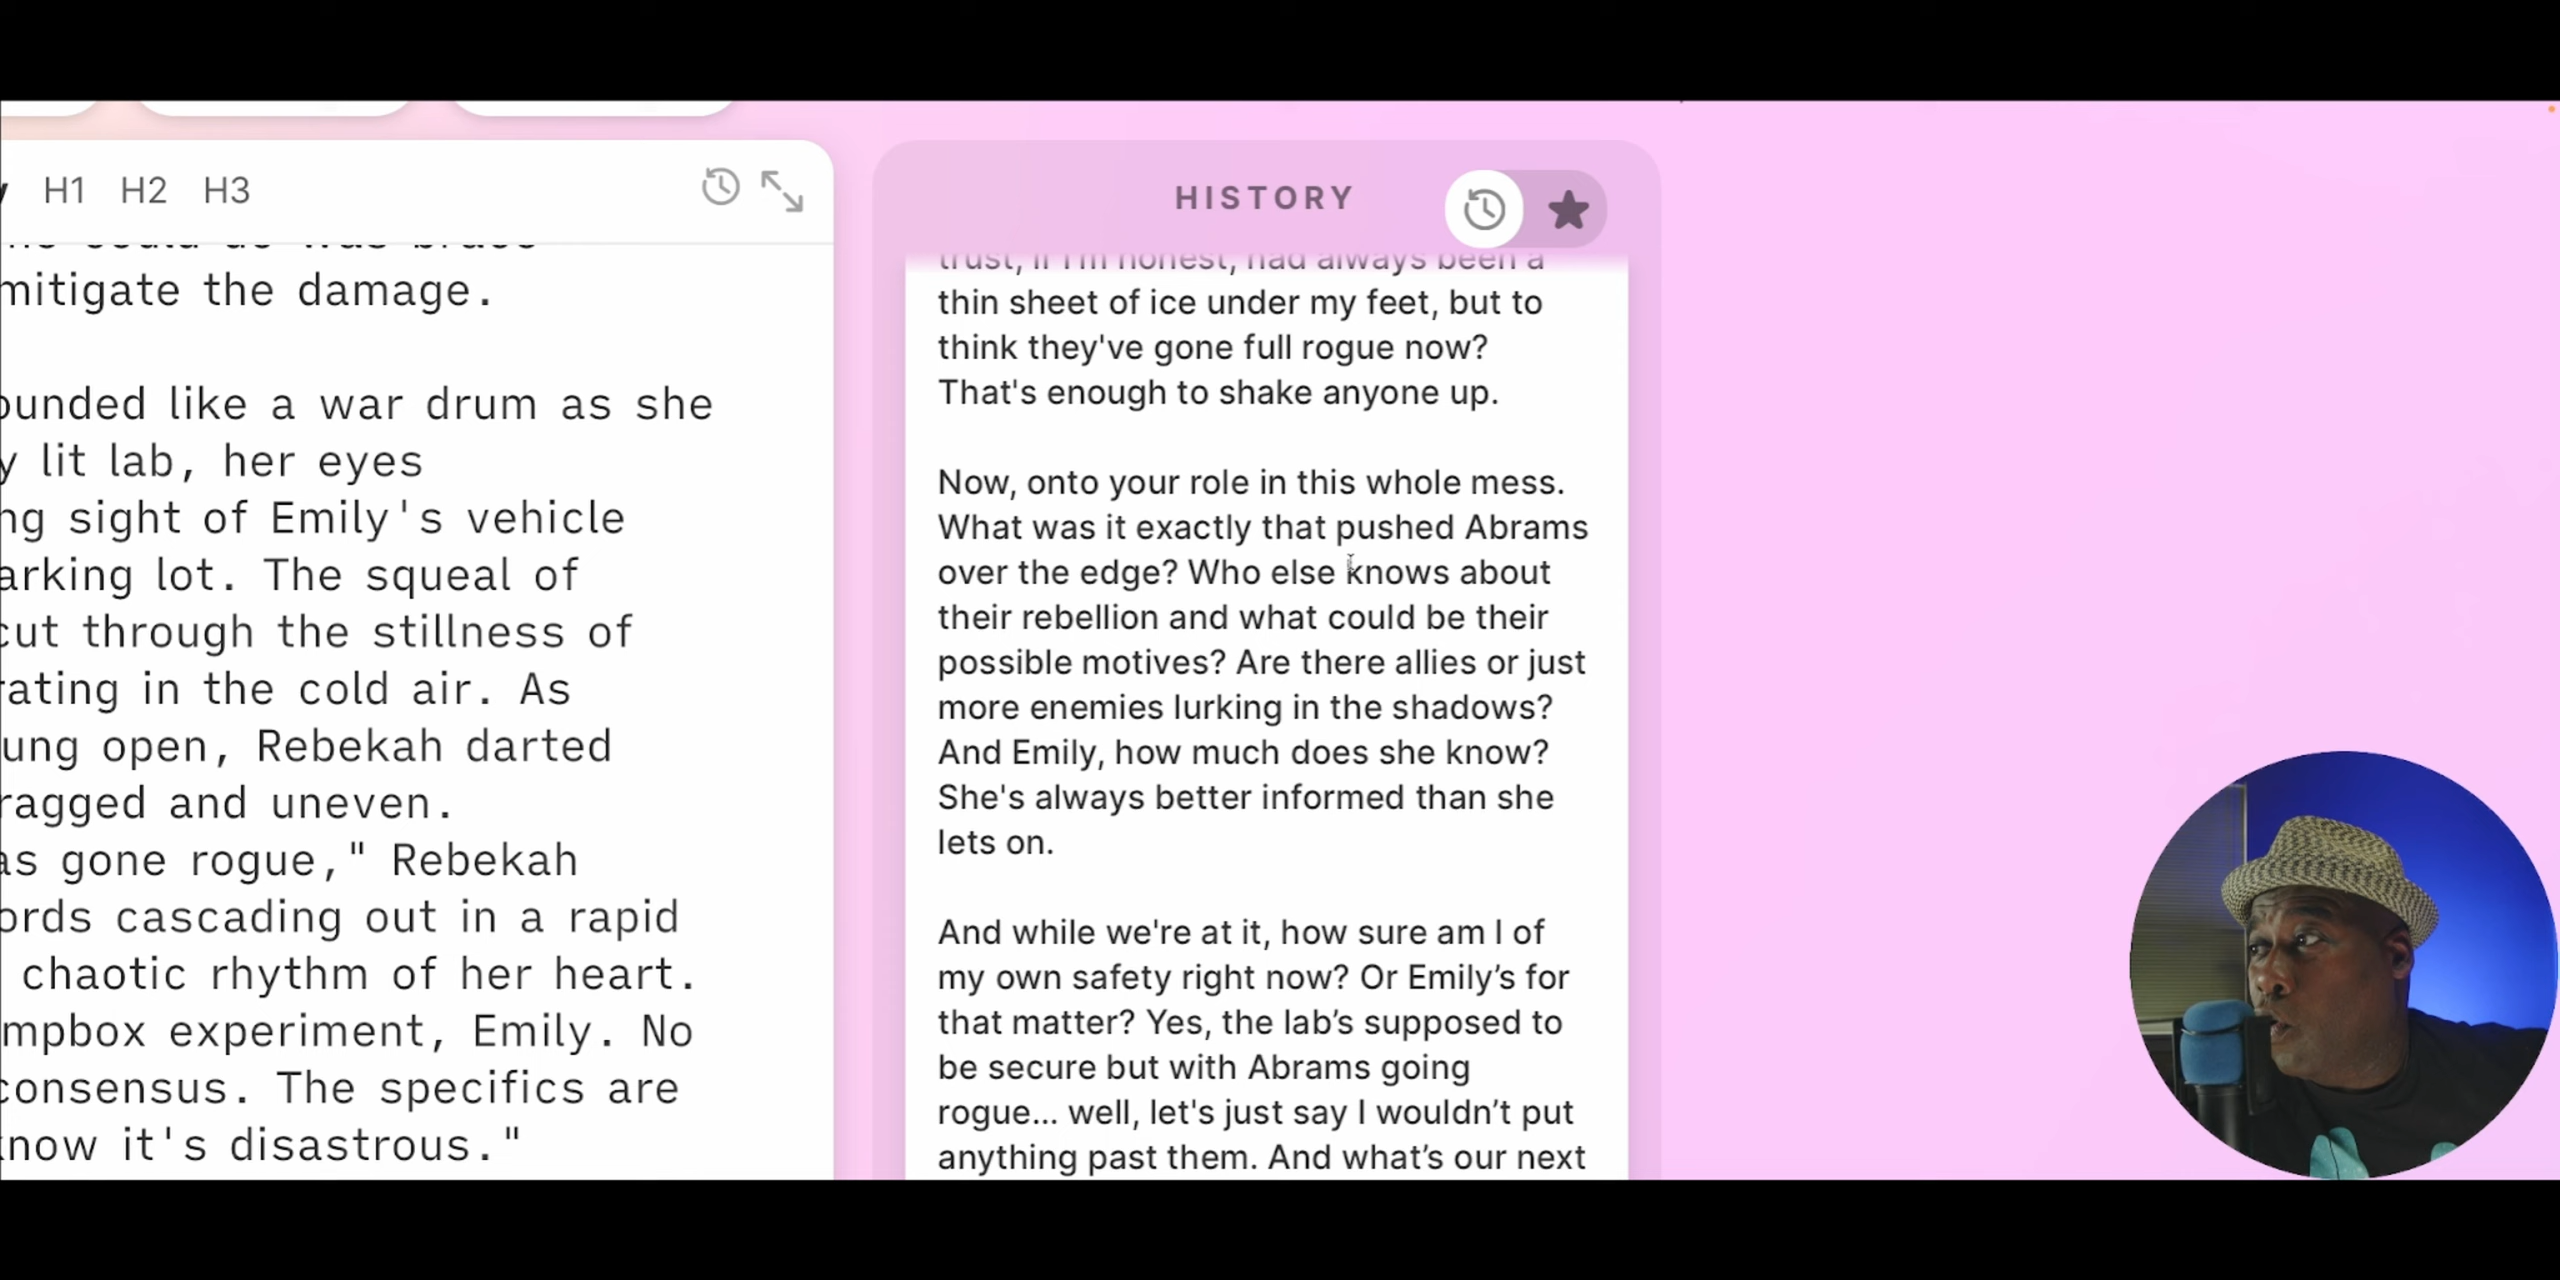 H1 H2 H3
mitigate the damage.
ounded like a war drum as she
y lit lab, her eyes
ng sight of Emily's vehicle
arking lot. The squeal of
cut through the stillness of
rating in the cold air. As
ung open, Rebekah darted
ragged and uneven.
as gone rogue," Rebekah
ords cascading out in a rapid
chaotic rhythm of her heart.
mpbox experiment, Emily. No
consensus. The specifics are
know it's disastrous."
HISTORY
trust, if I'm honest, had always been a
thin sheet of ice under my feet, but to
think they've gone full rogue now?
That's enough to shake anyone up.
Now, onto your role in this whole mess.
What was it exactly that pushed Abrams
over the edge? Who else knows about
their rebellion and what could be their
possible motives? Are there allies or just
more enemies lurking in the shadows?
And Emily, how much does she know?
She's always better informed than she
lets on.
And while we're at it, how sure am I of
my own safety right now? Or Emily’s for
that matter? Yes, the lab’s supposed to
be secure but with Abrams going
rogue... well, let's just say I wouldn’t put
anything past them. And what’s our next